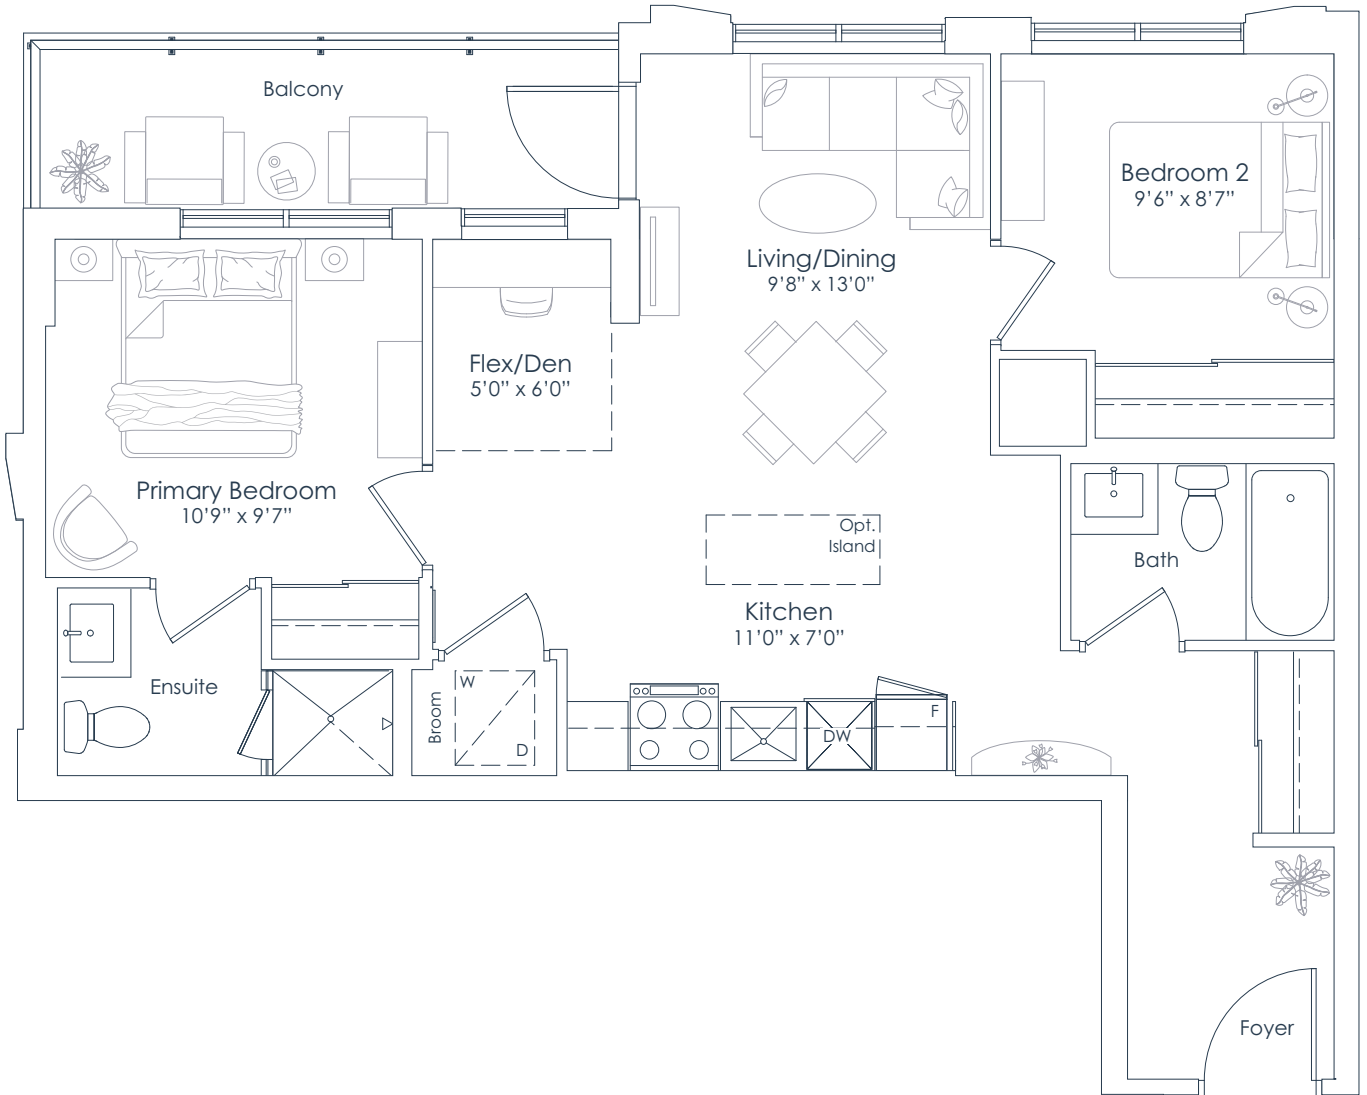 Balcony
Bedroom 2
9’6” x 8’7”
Living/Dining
9’8” x 13’0”
Flex/Den
5’0” x 6’0”
Primary Bedroom
10’9” x 9’7”
Opt.
Island
Bath
Kitchen
11’0” x 7’0”
Ensuite
Broom
W
D
DW
F
Foyer